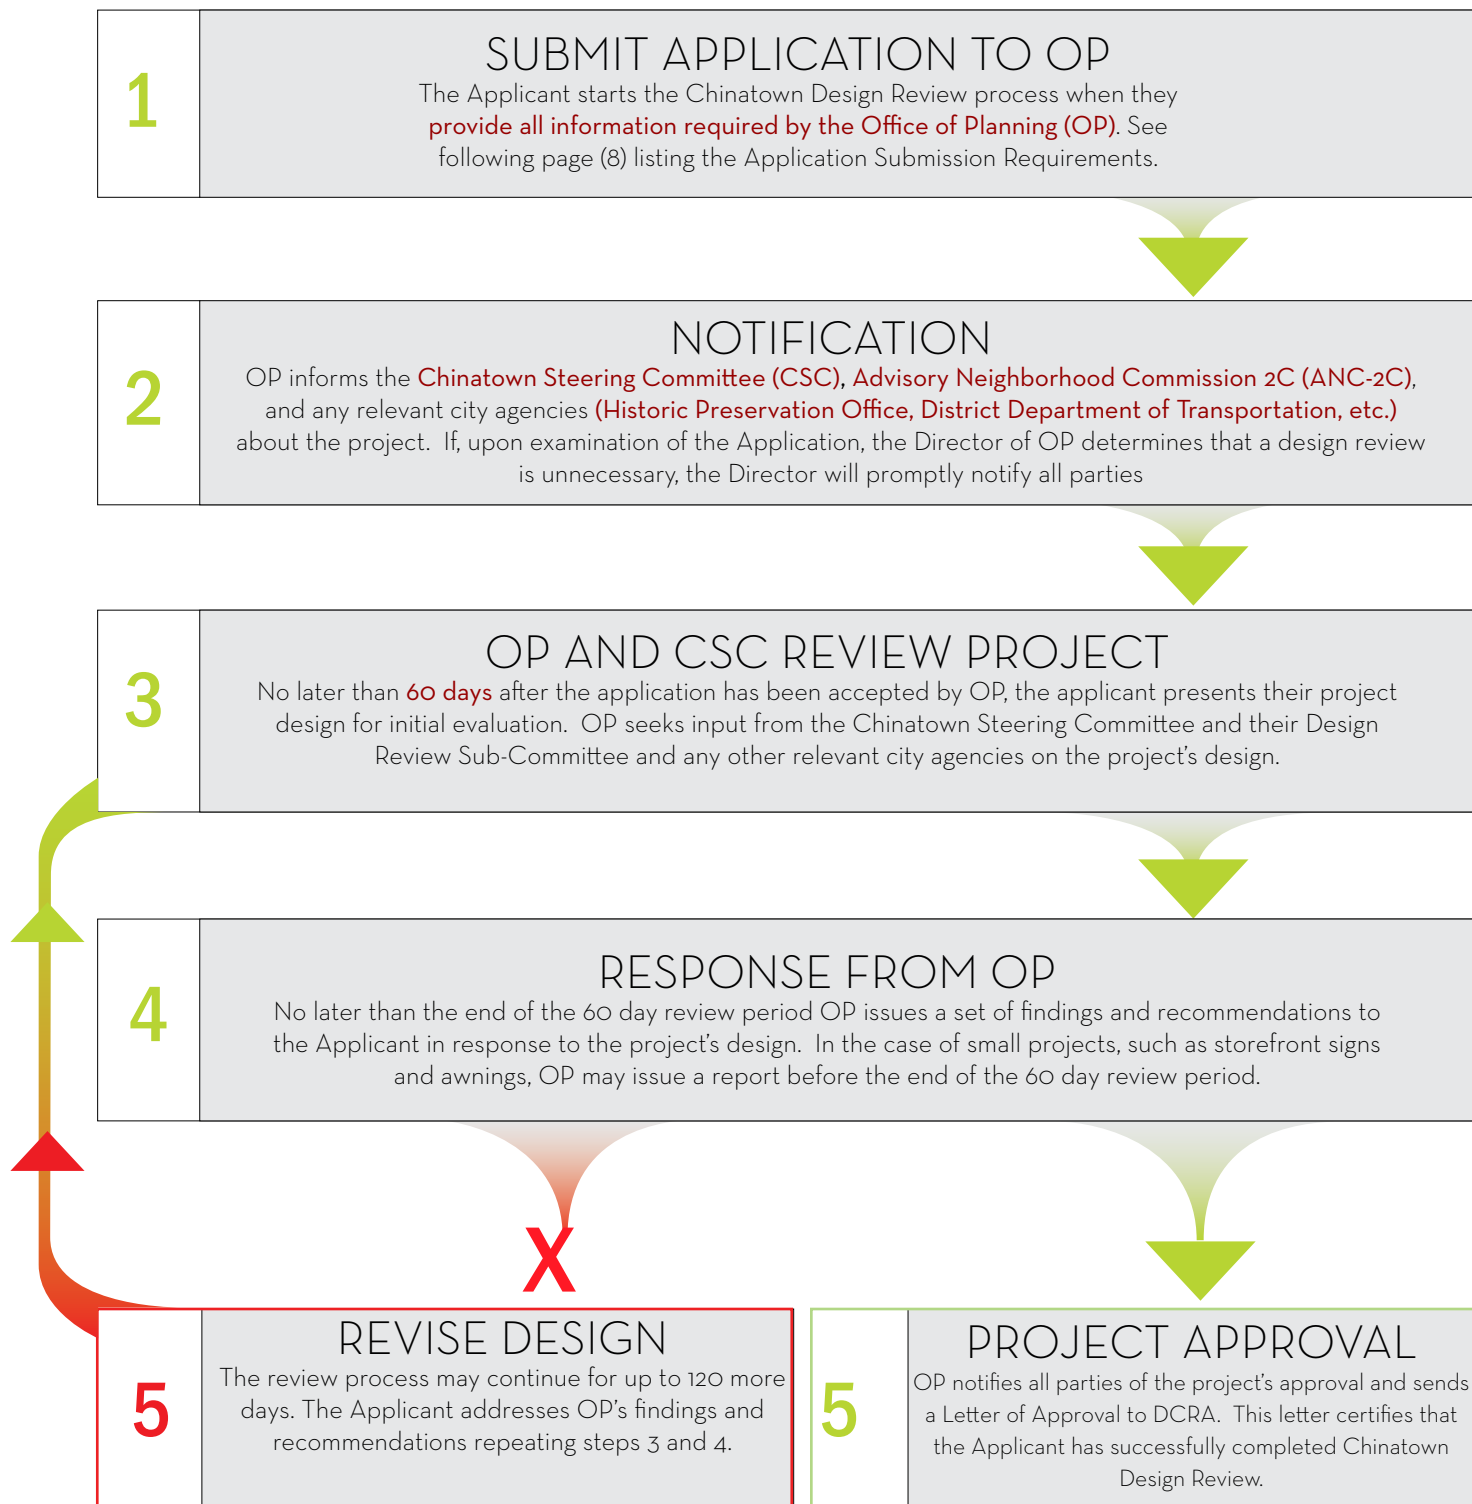 1
SUBMIT APPLICATION TO OP
The Applicant starts the Chinatown Design Review process when they
provide all information required by the Office of Planning (OP). See
following page (8) listing the Application Submission Requirements.
2
NOTIFICATION
OP informs the Chinatown Steering Committee (CSC), Advisory Neighborhood Commission 2C (ANC-2C),
and any relevant city agencies (Historic Preservation Office, District Department of Transportation, etc.)
about the project. If, upon examination of the Application, the Director of OP determines that a design review
is unnecessary, the Director will promptly notify all parties
3
OP AND CSC REVIEW PROJECT
No later than 60 days after the application has been accepted by OP, the applicant presents their project
design for initial evaluation. OP seeks input from the Chinatown Steering Committee and their Design
Review Sub-Committee and any other relevant city agencies on the project's design.
4
RESPONSE FROM OP
No later than the end of the 60 day review period OP issues a set of findings and recommendations to
the Applicant in response to the project's design. In the case of small projects, such as storefront signs
and awnings, OP may issue a report before the end of the 60 day review period.
X
5
REVISE DESIGN
The review process may continue for up to 120 more
days. The Applicant addresses OP's findings and
recommendations repeating steps 3 and 4.
5
PROJECT APPROVAL
OP notifies all parties of the project's approval and sends
a Letter of Approval to DCRA. This letter certifies that
the Applicant has successfully completed Chinatown
Design Review.